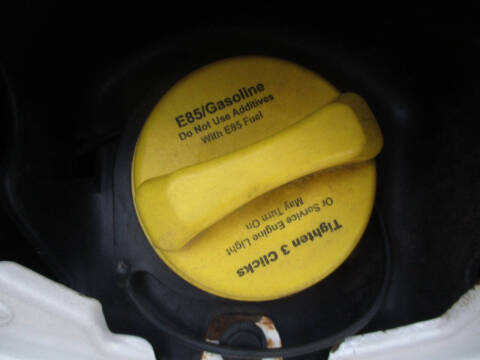 E85/Gasoline
Do Not Use Additives
With E85 Fuel
Tighten 3 Clicks
Or Service Engine Light
May Turn On